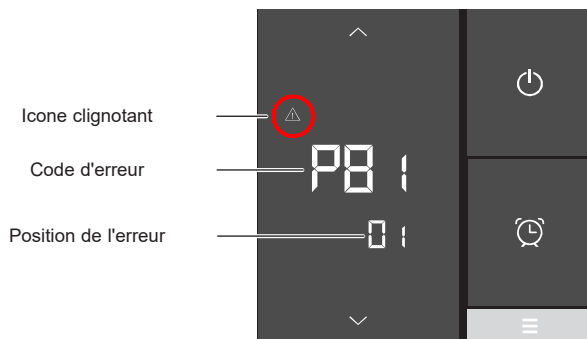 Icone clignotant
P81
Code d'erreur
01
Position de l'erreur